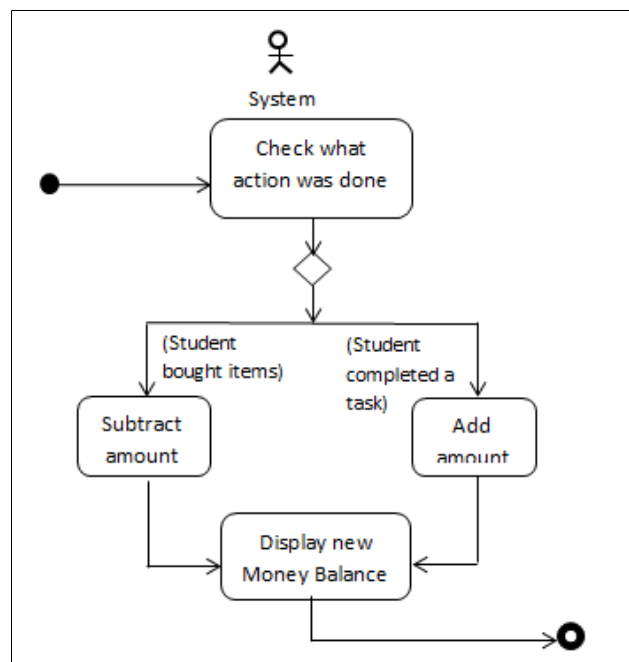 System
Check what
action was done
(Student
bought items)
(Student
completed a
task)
Subtract
amount
Add
amount
Display new
Money Balance